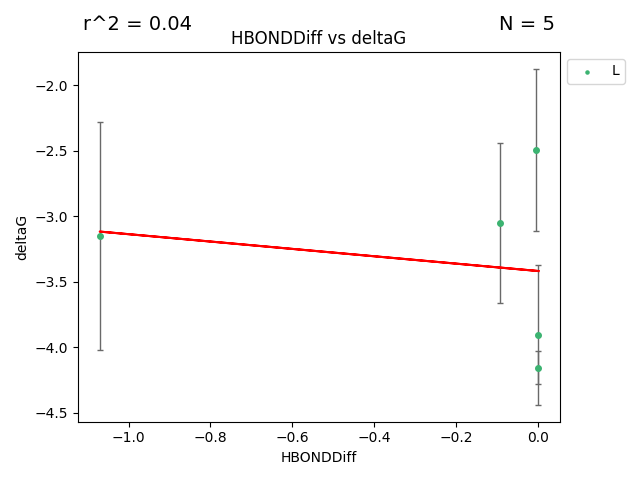 r^2 = 0.04
N = 5
HBONDDiff vs deltaG
L
−2.0
−2.5
−3.0
−3.5
−4.0
−4.5
deltaG
−1.0 −0.8 −0.6 −0.4 −0.2 0.0
HBONDDiff